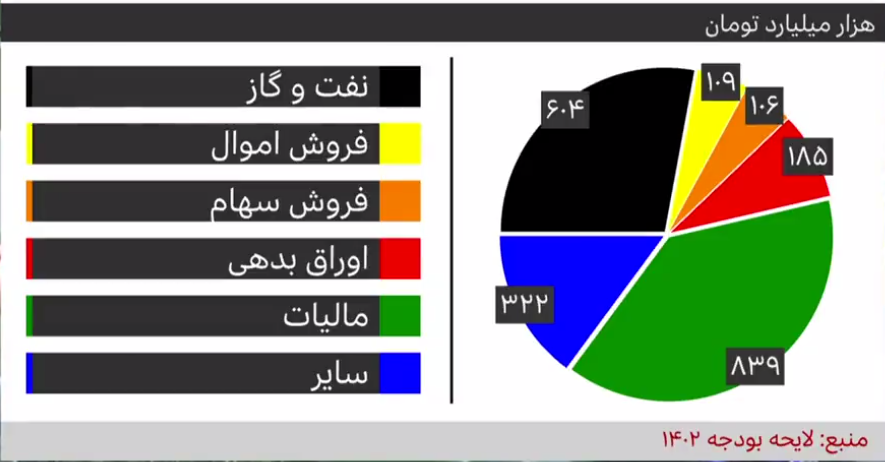 هزار میلیارد تومان
نفت و گاز
فروش اموال
فروش سهام
اوراق بدهی
مالیات
سایر
۶۰۴
۱۰۹
۱۰۶
۱۸۵
۳۲۲
۸۳۹
منبع: لایحه بودجه ۱۴۰۲